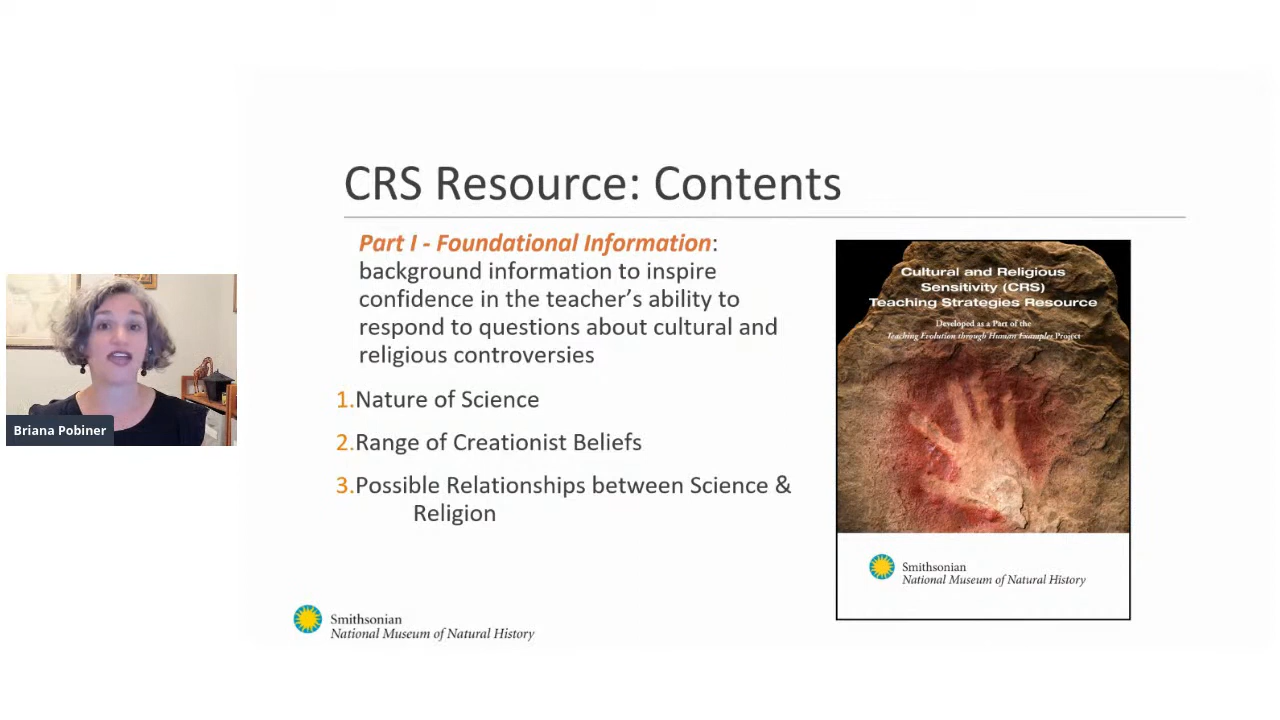 CRS Resource: Contents
Part I - Foundational Information:
background information to inspire
confidence in the teacher’s ability to
respond to questions about cultural and
religious controversies
1.Nature of Science
2.Range of Creationist Beliefs
3.Possible Relationships between Science &
Religion
Smithsonian
National Museum of Natural History
Cultural and Religious
Sensitivity (CRS)
Teaching Strategies Resource
Developed as a Part of the
Teaching Evolution through Human Examples Project
Smithsonian
National Museum of Natural History
Briana Pobiner